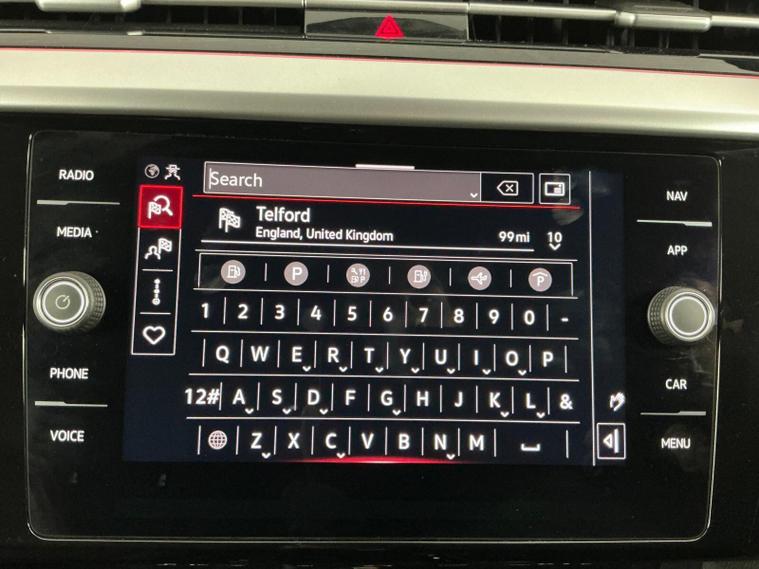 RADIO
MEDIA
PHONE
VOICE
Search
Telford
England, United Kingdom 99mi 10
P P
1 2 3 4 5 6 7 8 9 0 -
Q W E R T Y U I O P
12# A S D F G H J K L &
Z X C V B N M
NAV
APP
CAR
MENU